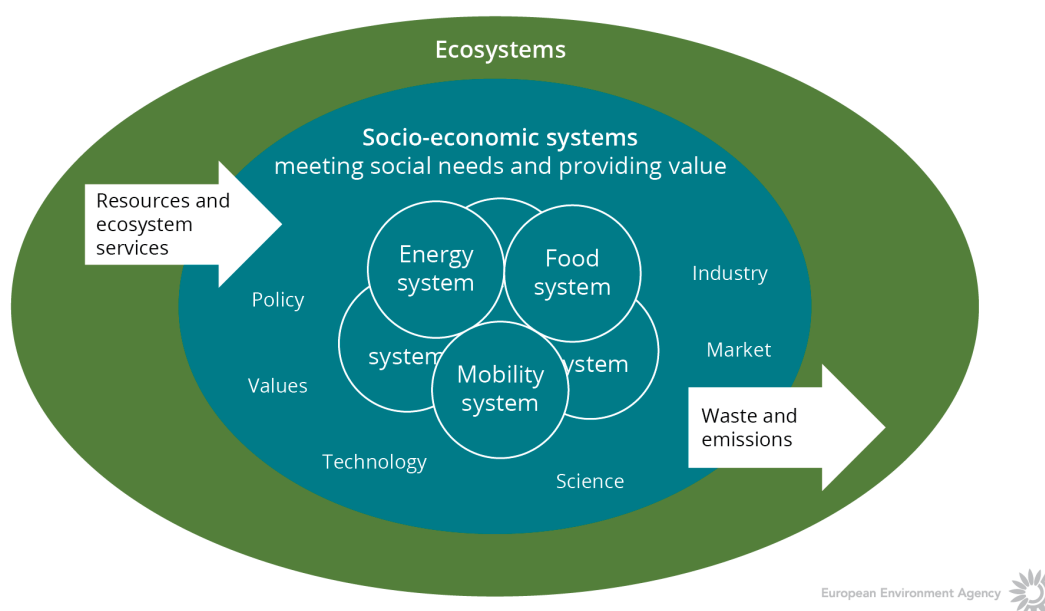 Ecosystems
Socio-economic systems
meeting social needs and providing value
Resources and
ecosystem
services
Energy
system
Food
system
Industry
Policy
Market
system
Mobility
system
Values
Waste and
emissions
Technology
Science
European Environment Agency